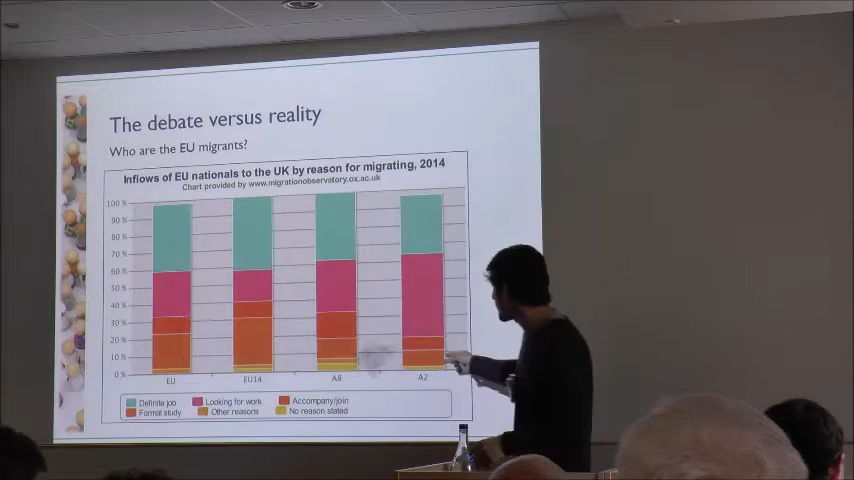 The debate versus reality
Who are the EU migrants?
Inflows of EU nationals to the UK by reason for migrating, 2014
Chart provided by www.migrationobservatory.ox.ac.uk
100 %
90 %
80 %
70 %
60 %
50 %
40 %
30 %
20 %
10 %
0 %
EU EU14 A8 A2
Definite job Looking for work Accompany/join
Formal study Other reasons No reason stated